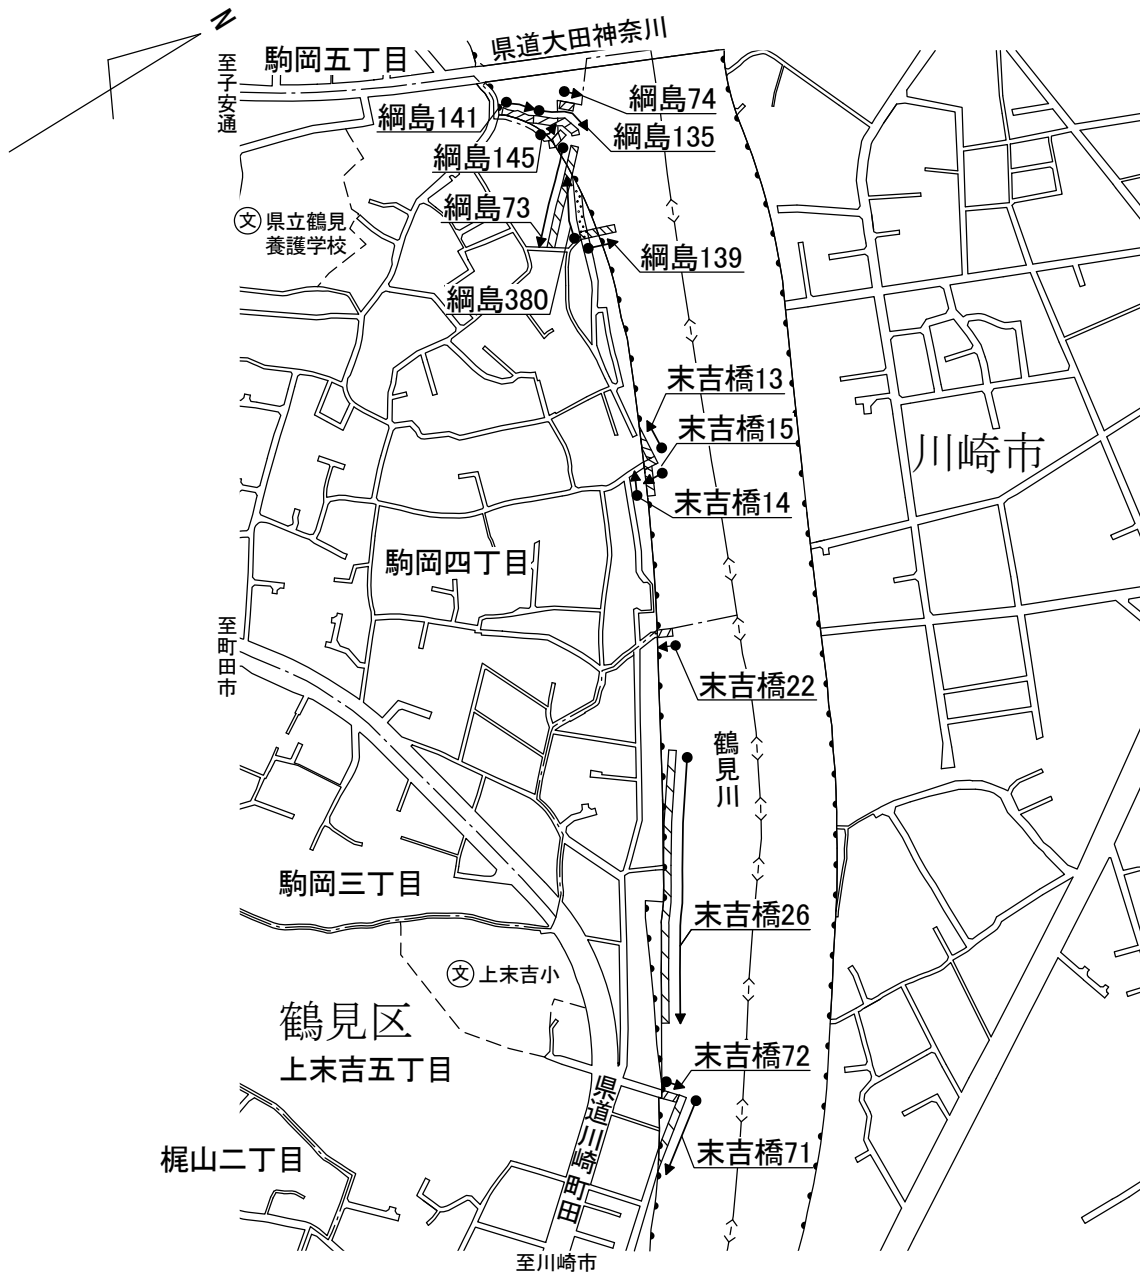 N
県道大田神奈川
駒岡五丁目
至子安通
綱島74
綱島141
綱島135
綱島145
綱島73
文 県立鶴見
養護学校
綱島139
綱島380
末吉橋13
末吉橋15
川崎市
末吉橋14
駒岡四丁目
至町田市
末吉橋22
鶴見川
駒岡三丁目
末吉橋26
文 上末吉小
鶴見区
末吉橋72
上末吉五丁目
県道川崎町田
末吉橋71
梶山二丁目
至川崎市